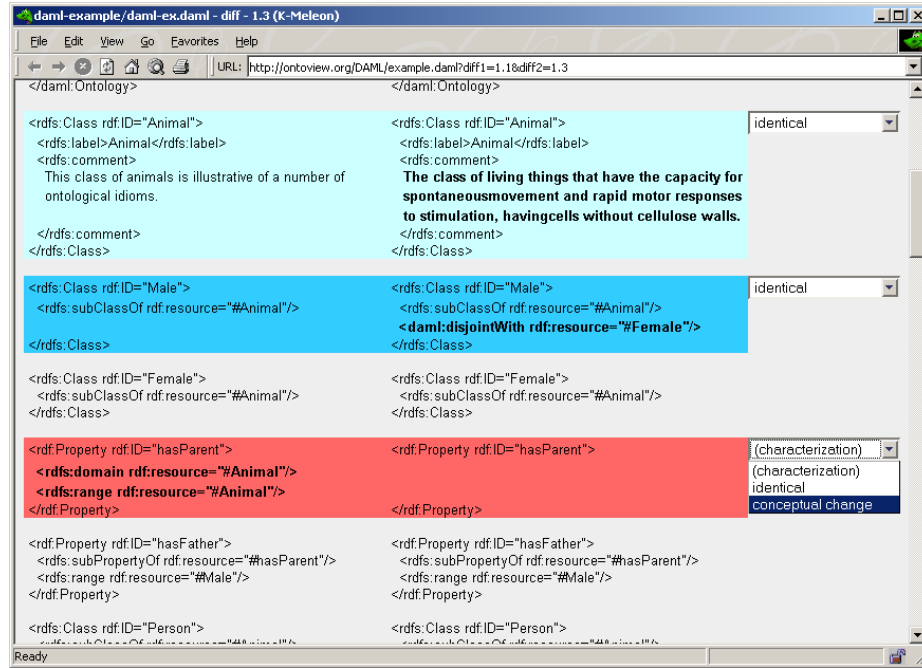 daml-example/daml-ex.daml - diff - 1.3 (K-Meleon)
File Edit View Go Favorites Help
URL: http://ontoview.org/DAML/example.daml?diff1=1.1&diff2=1.3
</daml:Ontology> </daml:Ontology>
<rdfs:Class rdf:ID="Animal"> <rdfs:Class rdf:ID="Animal"> identical
<rdfs:label>Animal</rdfs:label> <rdfs:label>Animal</rdfs:label>
<rdfs:comment> <rdfs:comment>
This class of animals is illustrative of a number of The class of living things that have the capacity for
ontological idioms. spontaneousmovement and rapid motor responses
to stimulation, havingcells without cellulose walls.
</rdfs:comment> </rdfs:comment>
</rdfs:Class> </rdfs:Class>
<rdfs:Class rdf:ID="Male"> <rdfs:Class rdf:ID="Male"> identical
<rdfs:subClassOf rdf:resource="#Animal"/> <rdfs:subClassOf rdf:resource="#Animal"/>
<daml:disjointWith rdf:resource="#Female"/>
</rdfs:Class> </rdfs:Class>
<rdfs:Class rdf:ID="Female"> <rdfs:Class rdf:ID="Female">
<rdfs:subClassOf rdf:resource="#Animal"/> <rdfs:subClassOf rdf:resource="#Animal"/>
</rdfs:Class> </rdfs:Class>
<rdf:Property rdf:ID="hasParent"> <rdf:Property rdf:ID="hasParent"> (characterization)
<rdfs:domain rdf:resource="#Animal"/> (characterization)
<rdfs:range rdf:resource="#Animal"/> identical
</rdf:Property> </rdf:Property> conceptual change
<rdf:Property rdf:ID="hasFather"> <rdf:Property rdf:ID="hasFather">
<rdfs:subPropertyOf rdf:resource="#hasParent"/> <rdfs:subPropertyOf rdf:resource="#hasParent"/>
<rdfs:range rdf:resource="#Male"/> <rdfs:range rdf:resource="#Male"/>
</rdf:Property> </rdf:Property>
<rdfs:Class rdf:ID="Person"> <rdfs:Class rdf:ID="Person">
Ready